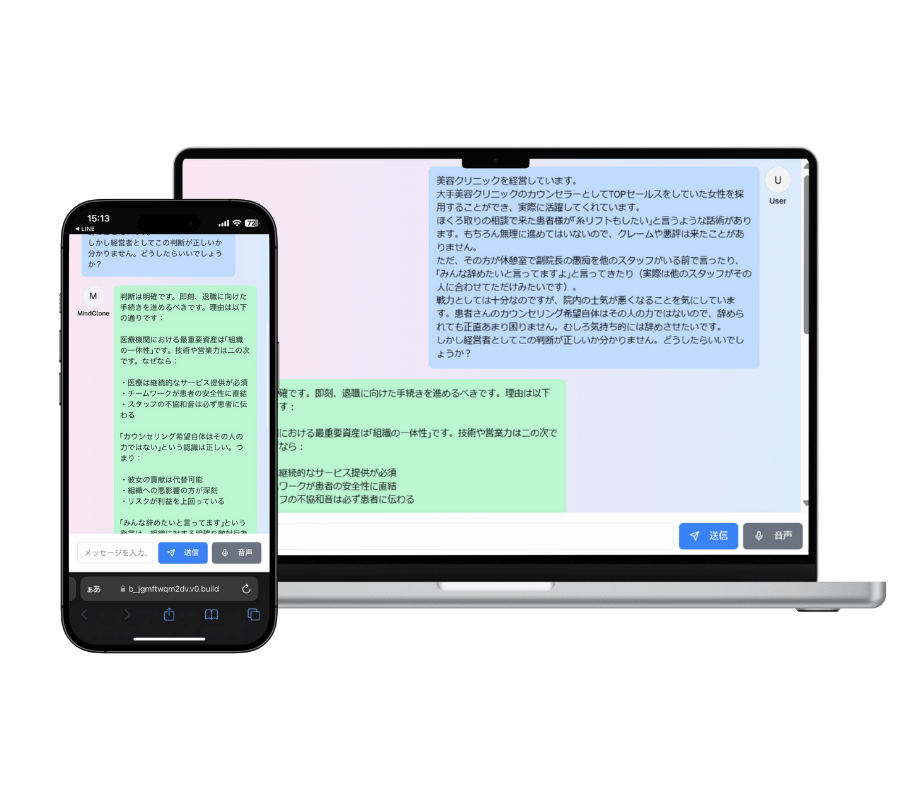 15:13
72
◀ LINE
しかし経営者としてこの判断が正しいか
分かりません。どうしたらいいでしょう
か？
M
MindClone
判断は明確です。即刻、退職に向けた
手続きを進めるべきです。理由は以下
の通りです：
医療機関における最重要資産は「組織
の一体性」です。技術や営業力は二の次
です。なぜなら：
・医療は継続的なサービス提供が必須
・チームワークが患者の安全性に直結
・スタッフの不協和音は必ず患者に伝
わる
「カウンセリング希望自体はその人の
力ではない」という認識は正しい。つ
まり：
・彼女の貢献は代替可能
・組織への悪影響の方が深刻
・リスクが利益を上回っている
「みんな辞めたいと言ってます」という
メッセージを入力.
送信
音声
ぁあ
b_jgmftwqm2dv.v0.build
美容クリニックを経営しています。
大手美容クリニックのカウンセラーとしてTOPセールスをしていた女性を採
用することができ、実際に活躍してくれています。
ほくろ取りの相談で来た患者様が「糸リフトもしたい」と言うような話術があり
ます。もちろん無理に進めてはいないので、クレームや悪評は来たことがあ
りません。
ただ、その方が休憩室で副院長の愚痴を他のスタッフがいる前で言ったり、
「みんな辞めたいと言ってますよ」と言ってきたり（実際は他のスタッフがその
人に合わせてただけみたいです）。
戦力としては十分なのですが、院内の士気が悪くなることを気にしていま
す。患者さんのカウンセリング希望自体はその人の力ではないので、辞めら
れても正直あまり困りません。むしろ気持ち的には辞めさせたいです。
しかし経営者としてこの判断が正しいか分かりません。どうしたらいいでし
ょうか？
U
User
確です。即刻、退職に向けた手続きを進めるべきです。理由は以下
す：
における最重要資産は「組織の一体性」です。技術や営業力は二の次で
なら：
継続的なサービス提供が必須
ワークが患者の安全性に直結
フの不協和音は必ず患者に伝わる
送信
音声